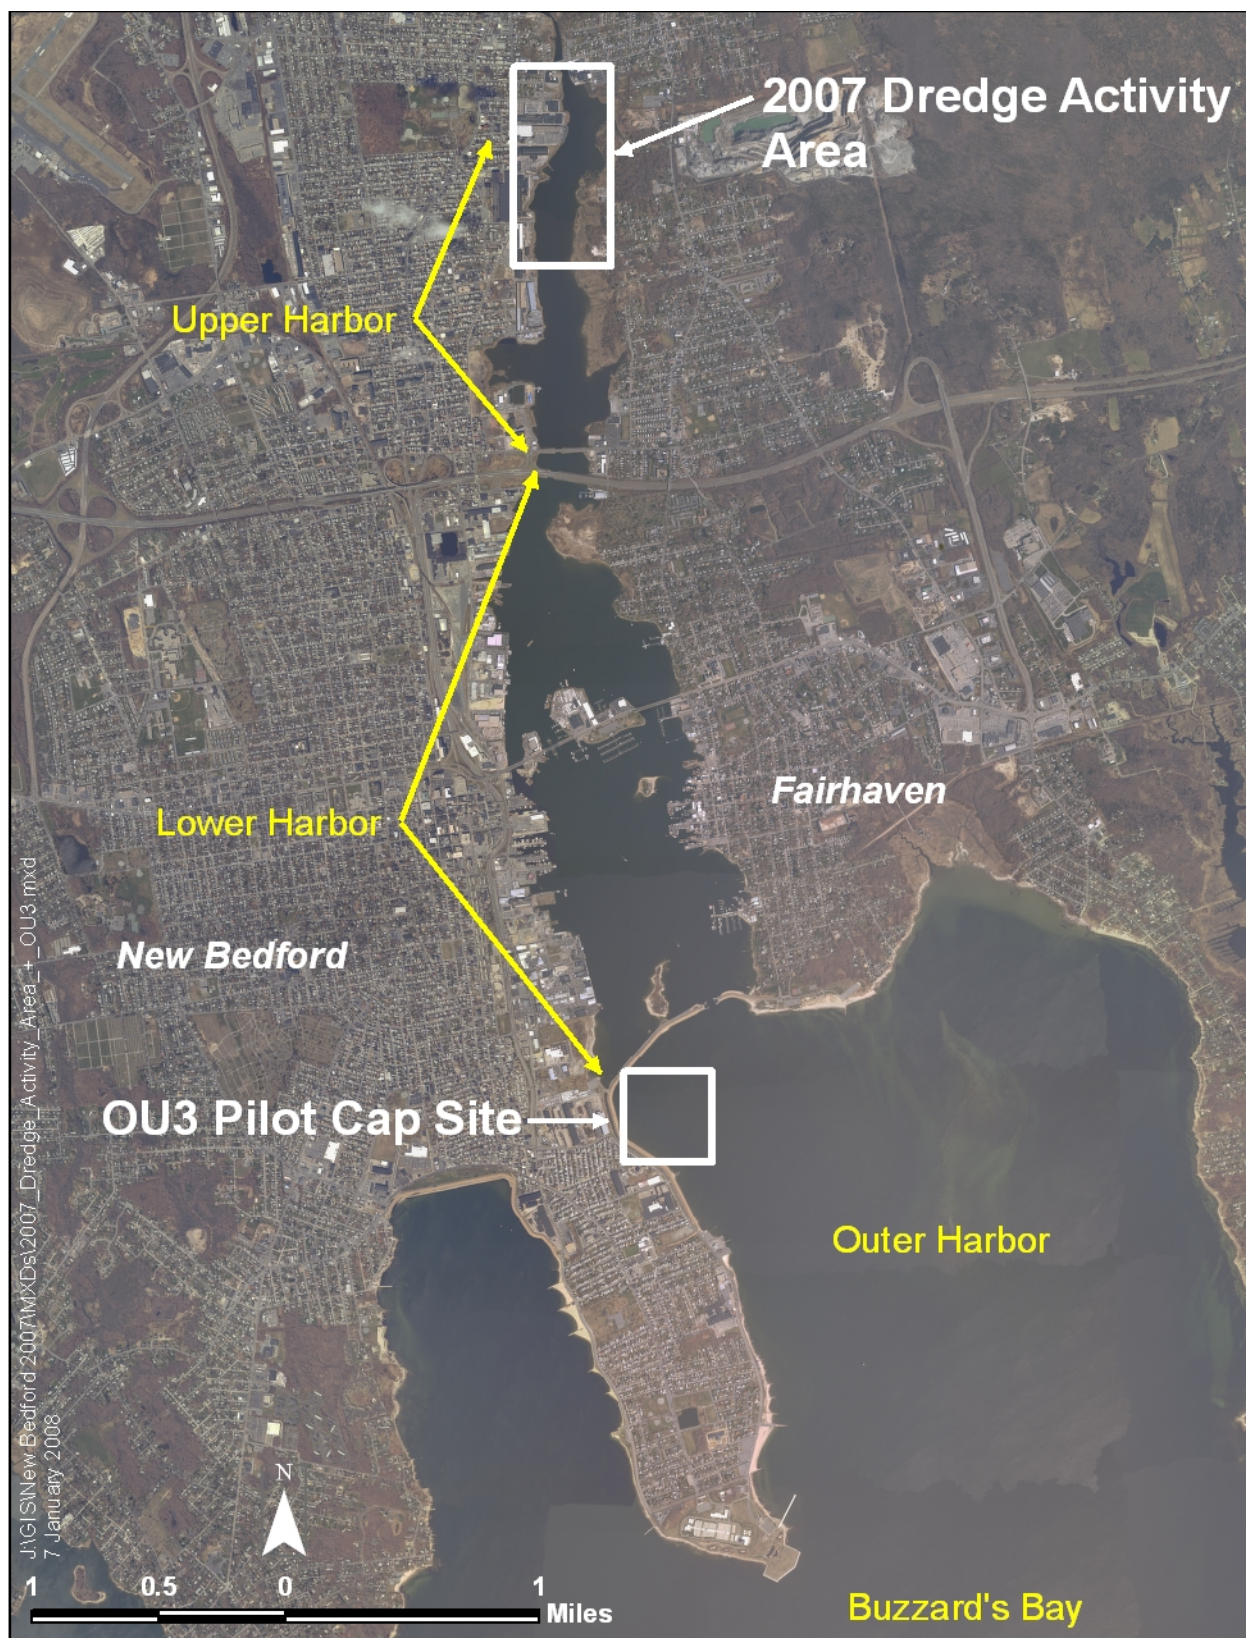 2007 Dredge Activity
Area
Upper Harbor
Fairhaven
Lower Harbor
New Bedford
OU3 Pilot Cap Site
Outer Harbor
Buzzard's Bay
J:\GIS\New Bedford 2007\MXDs\2007_Dredge_Activity_Area_+_OU3.mxd
7 January 2008
N
1 0.5 0 1
Miles